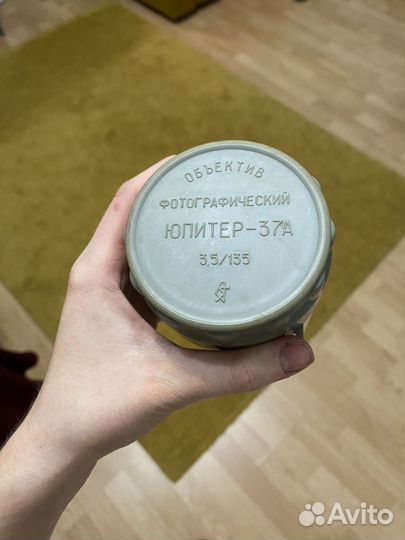 ОБЪЕКТИВ
ФОТОГРАФИЧЕСКИЙ
ЮПИТЕР-37А
3,5/135
Avito